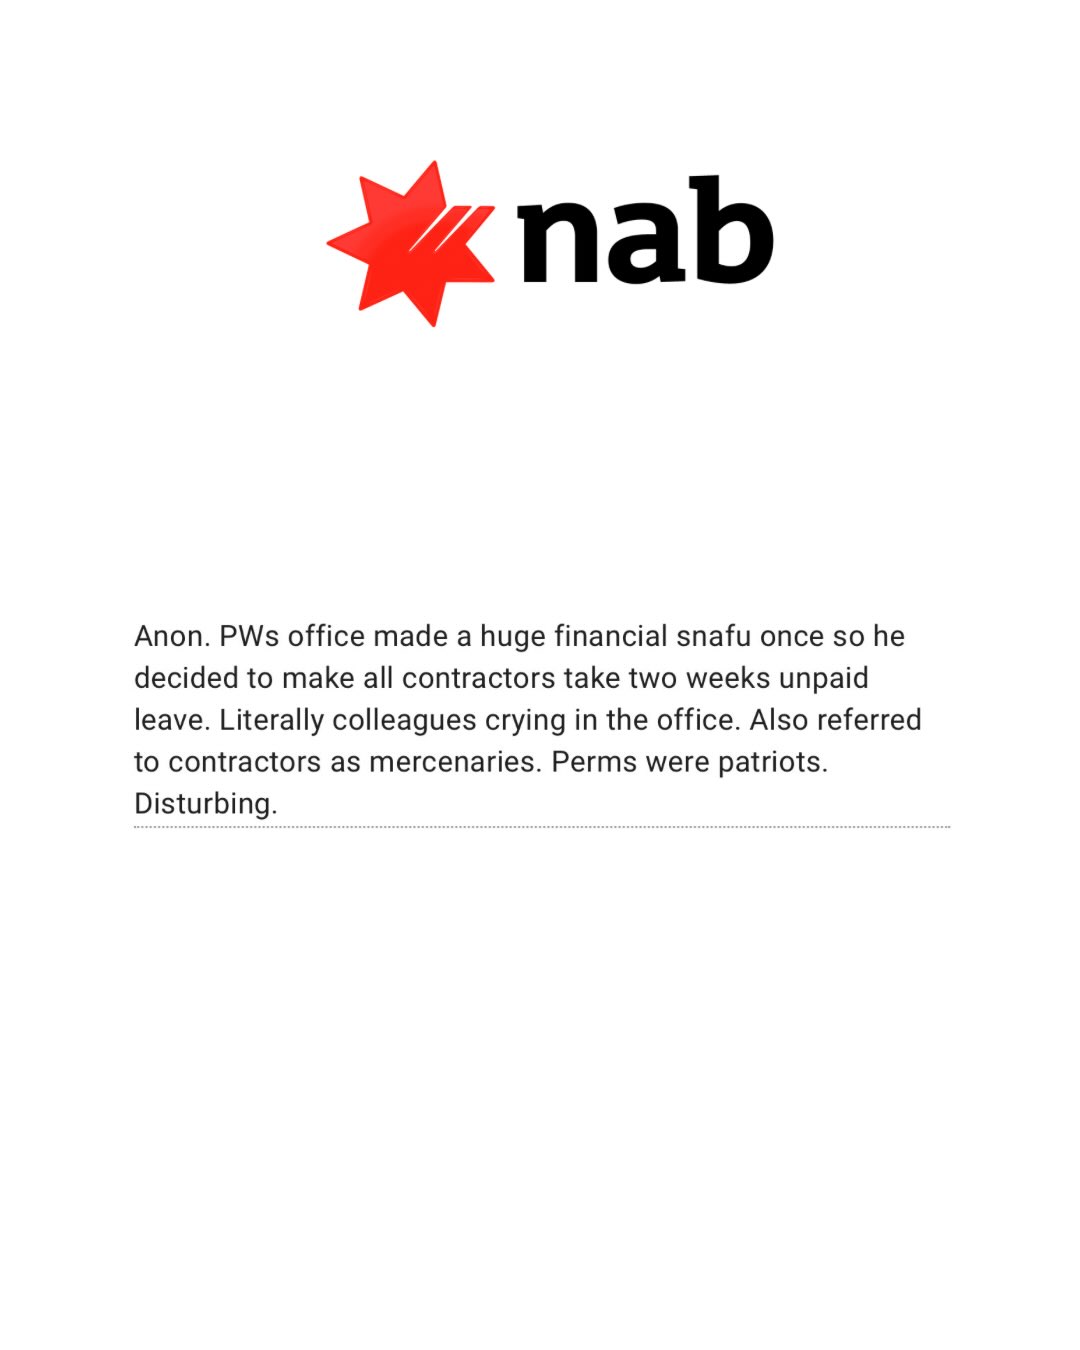 nab
Anon. PWs office made a huge financial snafu once so he
decided to make all contractors take two weeks unpaid
leave. Literally colleagues crying in the office. Also referred
to contractors as mercenaries. Perms were patriots.
Disturbing.